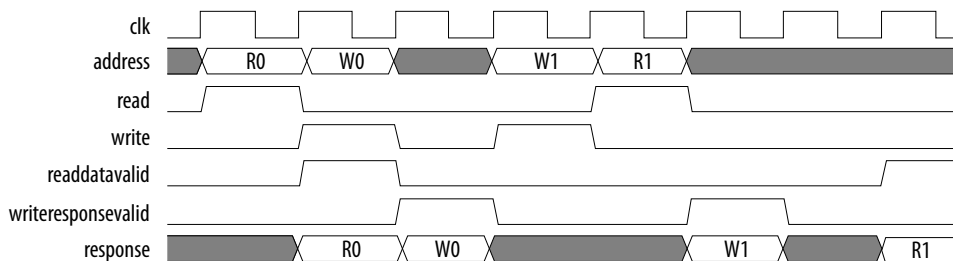 clk
address R0 W0 W1 R1
read
write
readdatavalid
writeresponsevalid
response R0 W0 W1 R1